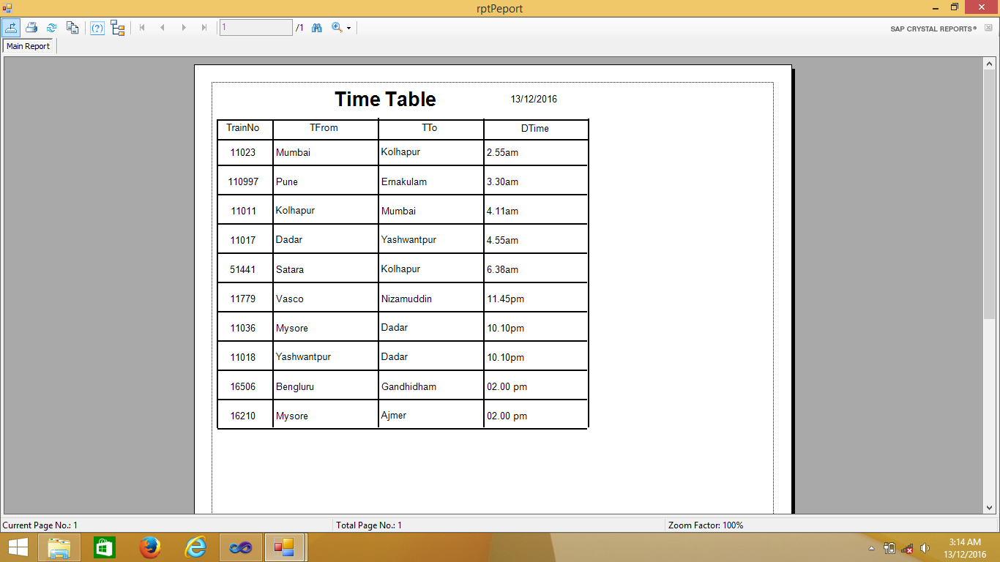 rptPeport
1 /1
SAP CRYSTAL REPORTS®
Main Report
Time Table 13/12/2016
TrainNo TFrom TTo DTime
11023 Mumbai Kolhapur 2.55am
110997 Pune Ernakulam 3.30am
11011 Kolhapur Mumbai 4.11am
11017 Dadar Yashwantpur 4.55am
51441 Satara Kolhapur 6.38am
11779 Vasco Nizamuddin 11.45pm
11036 Mysore Dadar 10.10pm
11018 Yashwantpur Dadar 10.10pm
16506 Bengluru Gandhidham 02.00 pm
16210 Mysore Ajmer 02.00 pm
Current Page No.: 1 Total Page No.: 1 Zoom Factor: 100%
3:14 AM
13/12/2016